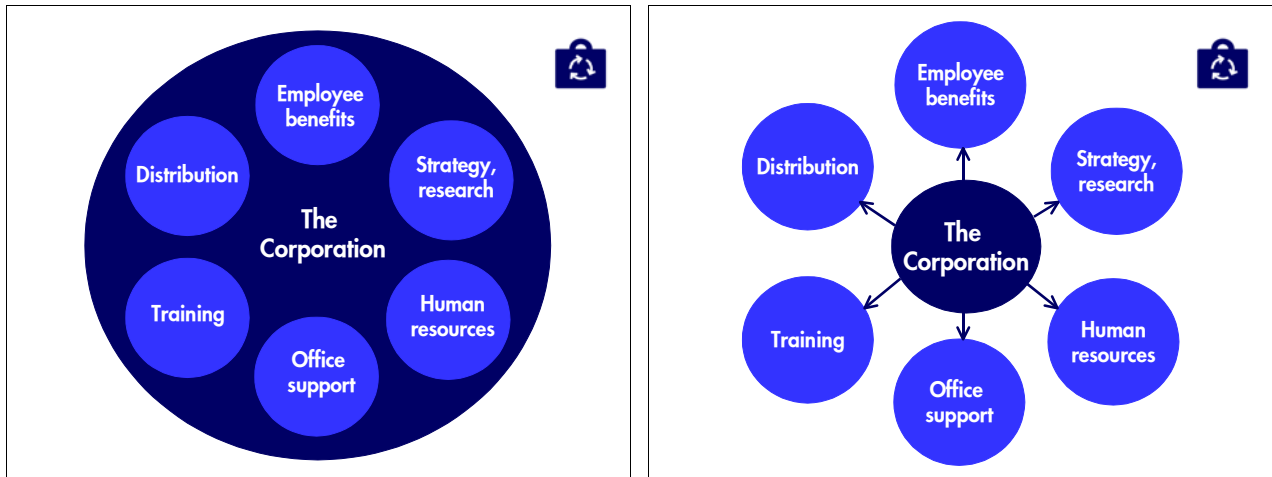 Employee
benefits
Distribution
Strategy,
research
The
Corporation
Training
Human
resources
Office
support
Employee
benefits
Distribution
Strategy,
research
The
Corporation
Training
Human
resources
Office
support